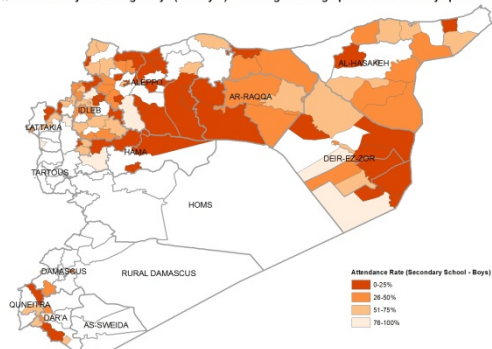 ALEPPO
AL-HASAKEH
AR-RAQQA
IDLEB
LATTAKIA
HAMA
DEIR-EZ-ZOR
TARTOUS
HOMS
DAMASCUS
RURAL DAMASCUS
QUNEITRA
DAR'A
AS-SWEIDA
Attendance Rate (Secondary School - Boys)
0-25%
26-50%
51-75%
76-100%